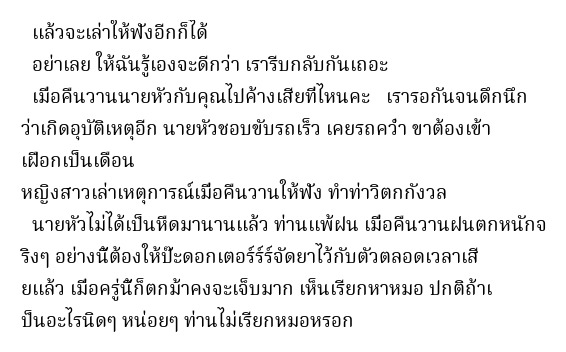 แล้วจะเล่าให้ฟังอีกก็ได้
อย่าเลย ให้ฉันรู้เองจะดีกว่า เรารีบกลับกันเถอะ
เมื่อคืนวานนายหัวกับคุณไปค้างเสียที่ไหนคะ เรารอกันจนดึกนึก
ว่าเกิดอุบัติเหตุอีก นายหัวชอบขับรถเร็ว เคยรถคว่ำ ขาต้องเข้า
เฝือกเป็นเดือน
หญิงสาวเล่าเหตุการณ์เมื่อคืนวานให้ฟัง ทำท่าวิตกกังวล
นายหัวไม่ได้เป็นหืดมานานแล้ว ท่านแพ้ฝน เมื่อคืนวานฝนตกหนักจ
ริงๆ อย่างนี้ต้องให้ป๊ะดอกเตอร์ร์ร์จัดยาไว้กับตัวตลอดเวลาเสี
ยแล้ว เมื่อครู่นี้ก็ตกม้าคงจะเจ็บมาก เห็นเรียกหาหมอ ปกติถ้าเ
ป็นอะไรนิดๆ หน่อยๆ ท่านไม่เรียกหมอหรอก